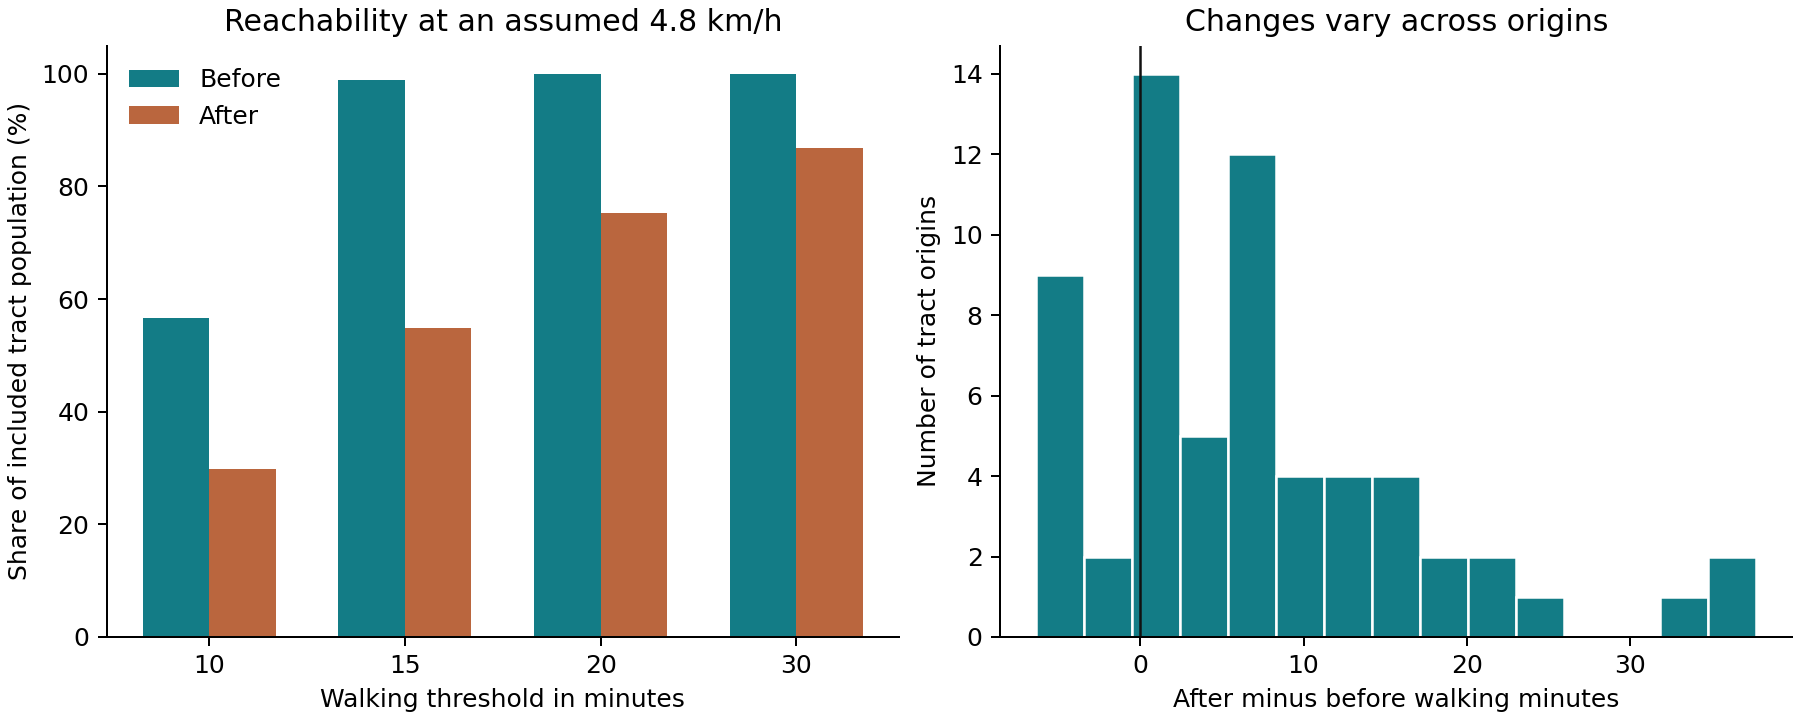 Reachability at an assumed 4.8 km/h
Share of included tract population (%)
100
80
60
40
20
0
Before
After
10
15
20
30
Walking threshold in minutes
Changes vary across origins
Number of tract origins
14
12
10
8
6
4
2
0
0
10
20
30
After minus before walking minutes